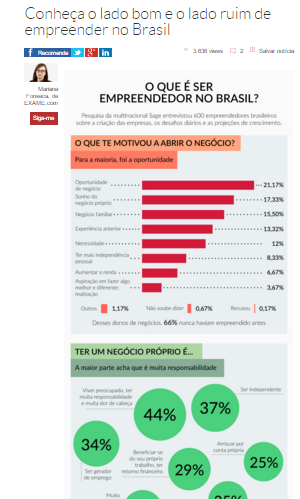 Conheça o lado bom e o lado ruim de
empreender no Brasil
f Recomende in
3.636 views 2 Salvar notícia
Mariana
Fonseca, de
EXAME.com
Siga-me
O QUE É SER
EMPREENDEDOR NO BRASIL?
Pesquisa da multinacional Sage entrevistou 600 empreendedores brasileiros
sobre a criação das empresas, os desafios diários e as projeções de crescimento.
O QUE TE MOTIVOU A ABRIR O NEGÓCIO?
Para a maioria, foi a oportunidade
Oportunidade
de negócio 21,17%
Sonho do
negócio próprio 17,33%
Negócio familiar 15,50%
Experiência anterior 13,32%
Necessidade 12%
Ter mais independência
pessoal 8,33%
Aumentar a renda 6,67%
Aspiração em fazer algo
melhor e diferente;
realização 3,67%
Outros 1,17% Não soube dizer 0,67% Recusou 0,17%
Desses donos de negócios, 66% nunca haviam empreendido antes
TER UM NEGÓCIO PRÓPRIO É...
A maior parte acha que é muita responsabilidade
Viver preocupado, ter
muita responsabilidade
e muita dor de cabeça
44%
37%
Ser independente
34%
Ser gerador
de emprego
Beneficiar-se
do seu próprio
trabalho, ter
retorno financeiro
29%
Arriscar por
conta própria
25%
Muito